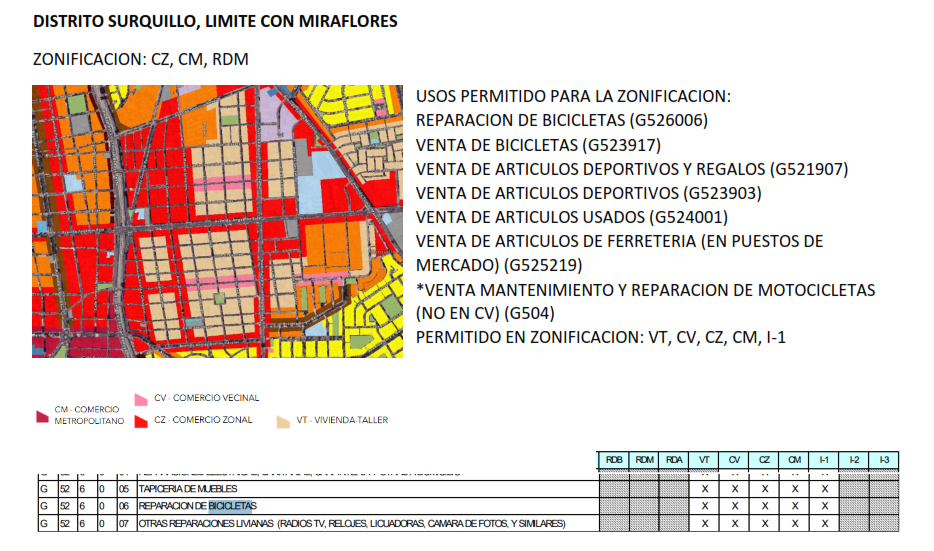 DISTRITO SURQUILLO, LIMITE CON MIRAFLORES
ZONIFICACION: CZ, CM, RDM
USOS PERMITIDO PARA LA ZONIFICACION:
REPARACION DE BICICLETAS (G526006)
VENTA DE BICICLETAS (G523917)
VENTA DE ARTICULOS DEPORTIVOS Y REGALOS (G521907)
VENTA DE ARTICULOS DEPORTIVOS (G523903)
VENTA DE ARTICULOS USADOS (G524001)
VENTA DE ARTICULOS DE FERRETERIA (EN PUESTOS DE
MERCADO) (G525219)
*VENTA MANTENIMIENTO Y REPARACION DE MOTOCICLETAS
(NO EN CV) (G504)
PERMITIDO EN ZONIFICACION: VT, CV, CZ, CM, I-1
CM - COMERCIO
METROPOLITANO
CV - COMERCIO VECINAL
CZ - COMERCIO ZONAL
VT - VIVIENDA-TALLER
RDB RDM RDA VT CV CZ CM I-1 I-2 I-3
G 52 6 0 05 TAPICERIA DE MUEBLES X X X X X
G 52 6 0 06 REPARACION DE BICICLETAS X X X X X
G 52 6 0 07 OTRAS REPARACIONES LIVIANAS (RADIOS TV, RELOJES, LICUADORAS, CAMARA DE FOTOS, Y SIMILARES) X X X X X